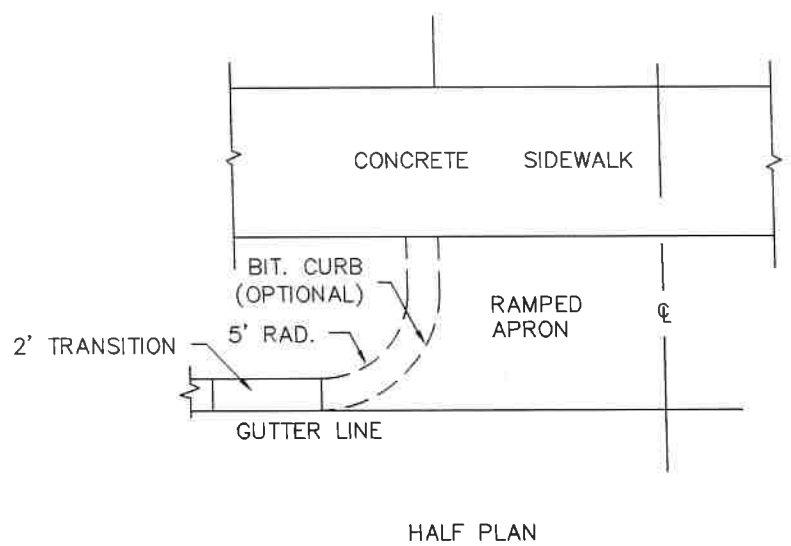 CONCRETE SIDEWALK
BIT. CURB
(OPTIONAL)
5' RAD.
2' TRANSITION
RAMPED
APRON
℄
GUTTER LINE
HALF PLAN